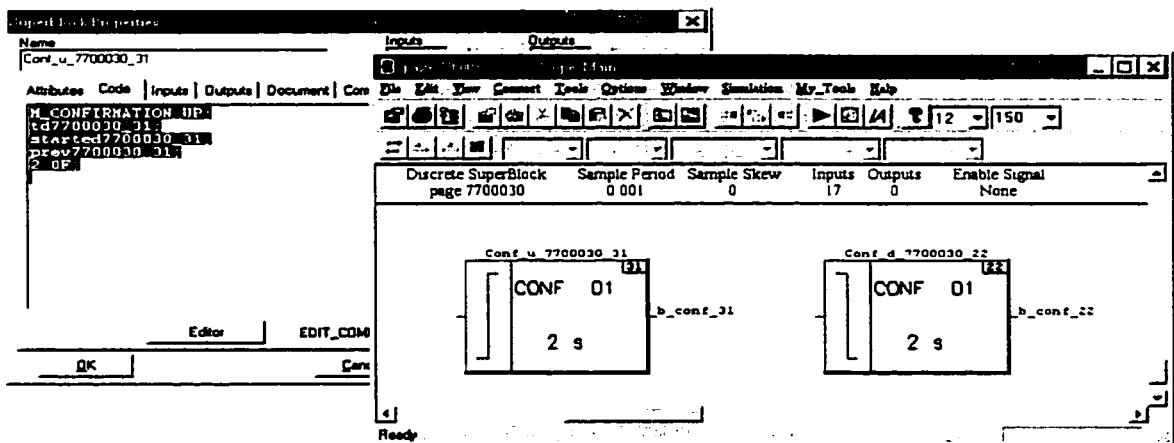 SuperBlock Properties
Name
Conf_u_7700030_31
Inputs Outputs
Attributes Code Inputs Outputs Document
M_CONFIRMATION_UP;
td7700030_31;
started7700030_31;
prev7700030_31;
2 0F;
Editor
EDIT_COM
OK
File Edit View Connect Tools Options Window Simulation My_Tools Help
12 150
Discrete SuperBlock Sample Period Sample Skew Inputs Outputs Enable Signal
page 7700030 0 001 0 17 0 None
Conf_u_7700030_31
31
CONF 01
2 s
b_conf_31
Conf_d_7700030_22
22
CONF 01
2 s
b_conf_22
Ready